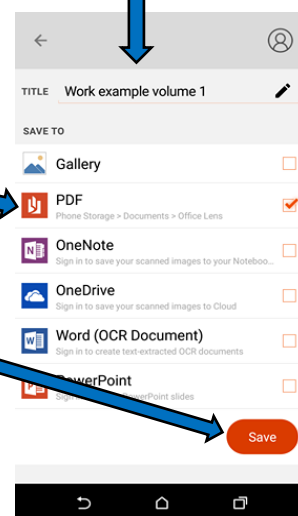 TITLE Work example volume 1
SAVE TO
Gallery
PDF
Phone Storage > Documents > Office Lens
OneNote
Sign in to save your scanned images to your Noteboo...
OneDrive
Sign in to save your scanned images to Cloud
Word (OCR Document)
Sign in to create text-extracted OCR documents
PowerPoint
Sign PowerPoint slides
Save